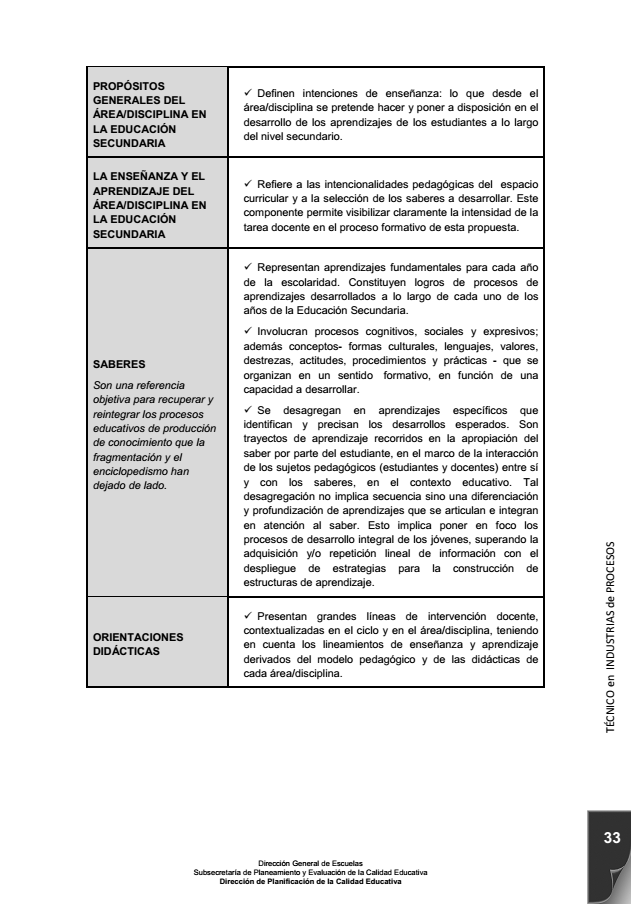 PROPÓSITOS
GENERALES DEL
ÁREA/DISCIPLINA EN
LA EDUCACIÓN
SECUNDARIA
✓ Definen intenciones de enseñanza: lo que desde el
área/disciplina se pretende hacer y poner a disposición en el
desarrollo de los aprendizajes de los estudiantes a lo largo
del nivel secundario.
LA ENSEÑANZA Y EL
APRENDIZAJE DEL
ÁREA/DISCIPLINA EN
LA EDUCACIÓN
SECUNDARIA
✓ Refiere a las intencionalidades pedagógicas del espacio
curricular y a la selección de los saberes a desarrollar. Este
componente permite visibilizar claramente la intensidad de la
tarea docente en el proceso formativo de esta propuesta.
SABERES
Son una referencia
objetiva para recuperar y
reintegrar los procesos
educativos de producción
de conocimiento que la
fragmentación y el
enciclopedismo han
dejado de lado.
✓ Representan aprendizajes fundamentales para cada año
de la escolaridad. Constituyen logros de procesos de
aprendizajes desarrollados a lo largo de cada uno de los
años de la Educación Secundaria.
✓ Involucran procesos cognitivos, sociales y expresivos;
además conceptos- formas culturales, lenguajes, valores,
destrezas, actitudes, procedimientos y prácticas - que se
organizan en un sentido formativo, en función de una
capacidad a desarrollar.
✓ Se desagregan en aprendizajes específicos que
identifican y precisan los desarrollos esperados. Son
trayectos de aprendizaje recorridos en la apropiación del
saber por parte del estudiante, en el marco de la interacción
de los sujetos pedagógicos (estudiantes y docentes) entre sí
y con los saberes, en el contexto educativo. Tal
desagregación no implica secuencia sino una diferenciación
y profundización de aprendizajes que se articulan e integran
en atención al saber. Esto implica poner en foco los
procesos de desarrollo integral de los jóvenes, superando la
adquisición y/o repetición lineal de información con el
despliegue de estrategias para la construcción de
estructuras de aprendizaje.
ORIENTACIONES
DIDÁCTICAS
✓ Presentan grandes líneas de intervención docente,
contextualizadas en el ciclo y en el área/disciplina, teniendo
en cuenta los lineamientos de enseñanza y aprendizaje
derivados del modelo pedagógico y de las didácticas de
cada área/disciplina.
TÉCNICO en INDUSTRIAS de PROCESOS
33
Dirección General de Escuelas
Subsecretaría de Planeamiento y Evaluación de la Calidad Educativa
Dirección de Planificación de la Calidad Educativa